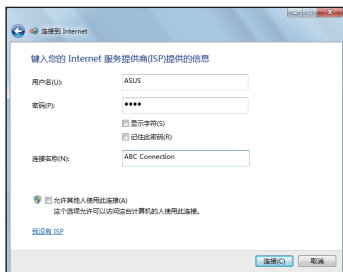 连接到 Internet
键入您的 Internet 服务提供商(ISP)提供的信息
用户名(U): ASUS
密码(P): ●●●●
显示字符(S)
记住此密码(R)
连接名称(N): ABC Connection
允许其他人使用此连接(A)
这个选项允许可以访问这台计算机的人使用此连接。
我没有 ISP
连接(C) 取消